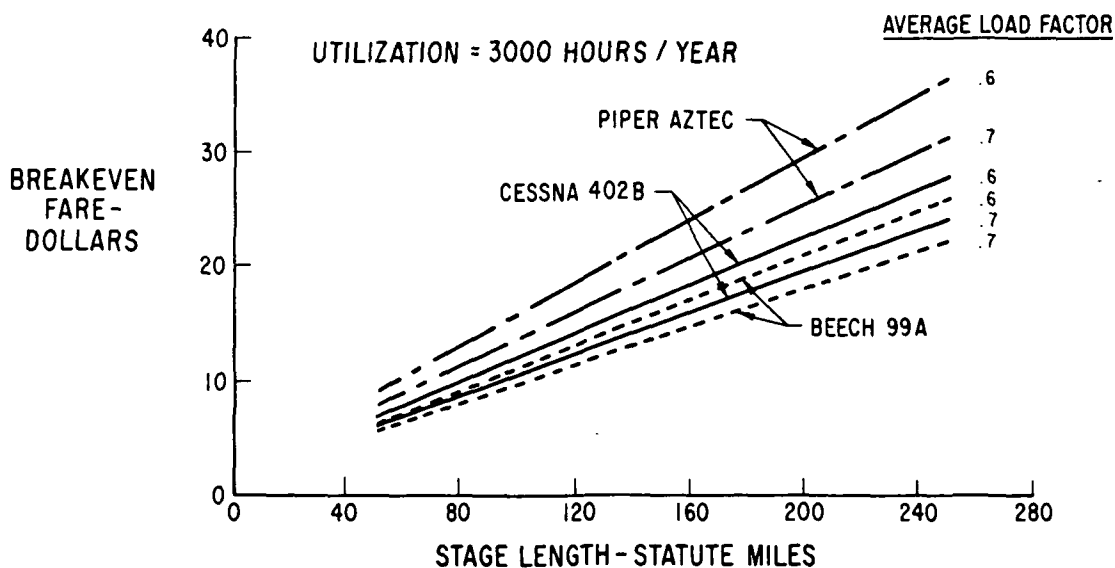 AVERAGE LOAD FACTOR
40
UTILIZATION = 3000 HOURS / YEAR
.6
PIPER AZTEC
30
.7
BREAKEVEN
FARE-
DOLLARS
CESSNA 402B
.6
.6
.7
.7
20
BEECH 99A
10
0
0 40 80 120 160 200 240 280
STAGE LENGTH - STATUTE MILES